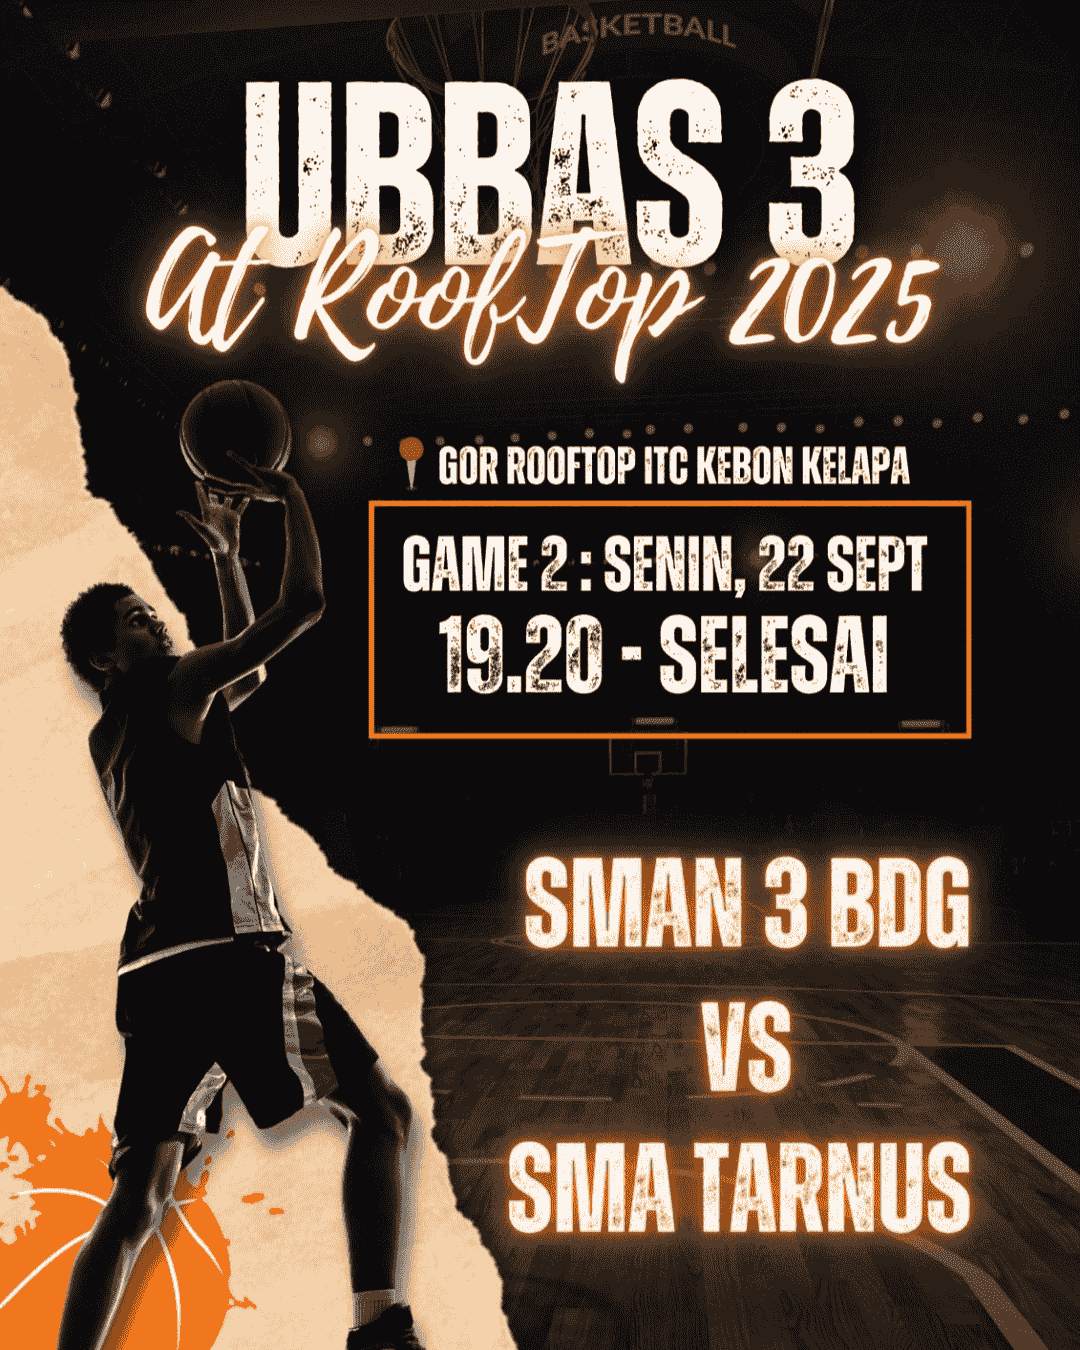 BASKETBALL
UBBAS 3
At RoofTop 2025
GOR ROOFTOP ITC KEBON KELAPA
GAME 2 : SENIN, 22 SEPT
19.20 - SELESAI
SMAN 3 BDG
VS
SMA TARNUS